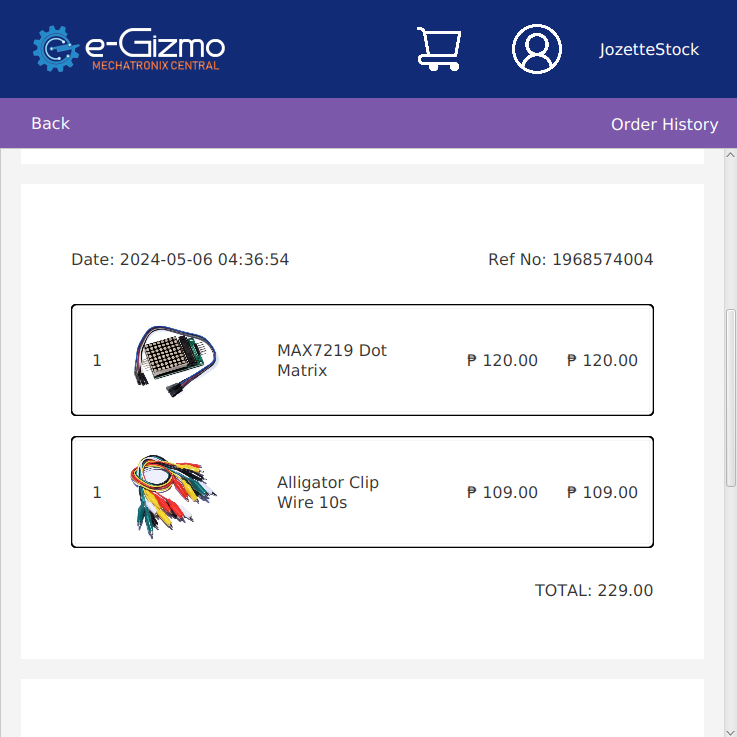 e-Gizmo
MECHATRONIX CENTRAL
JozetteStock
Back
Order History
Date: 2024-05-06 04:36:54
Ref No: 1968574004
1
MAX7219 Dot
Matrix
₱ 120.00
₱ 120.00
1
Alligator Clip
Wire 10s
₱ 109.00
₱ 109.00
TOTAL: 229.00